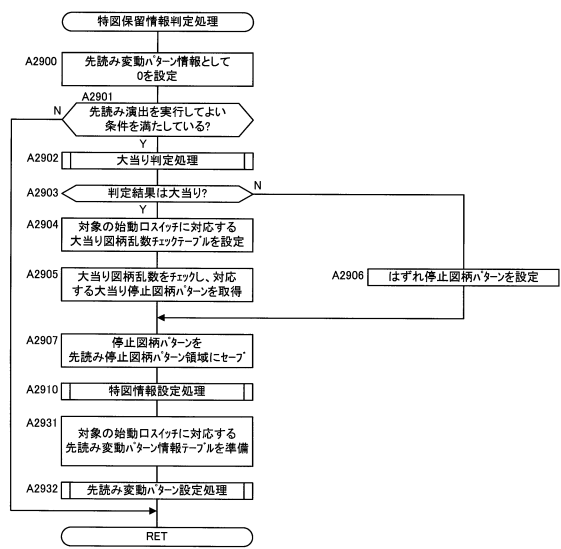 特図保留情報判定処理
A2900
先読み変動パターン情報として
0を設定
A2901
N
先読み演出を実行してよい
条件を満たしている?
Y
A2902
大当り判定処理
A2903
判定結果は大当り?
N
Y
A2904
対象の始動口スイッチに対応する
大当り図柄乱数チェックテーブルを設定
A2905
大当り図柄乱数をチェックし、対応
する大当り停止図柄パターンを取得
A2906
はずれ停止図柄パターンを設定
A2907
停止図柄パターンを
先読み停止図柄パターン領域にセーブ
A2910
特図情報設定処理
A2931
対象の始動口スイッチに対応する
先読み変動パターン情報テーブルを準備
A2932
先読み変動パターン設定処理
RET